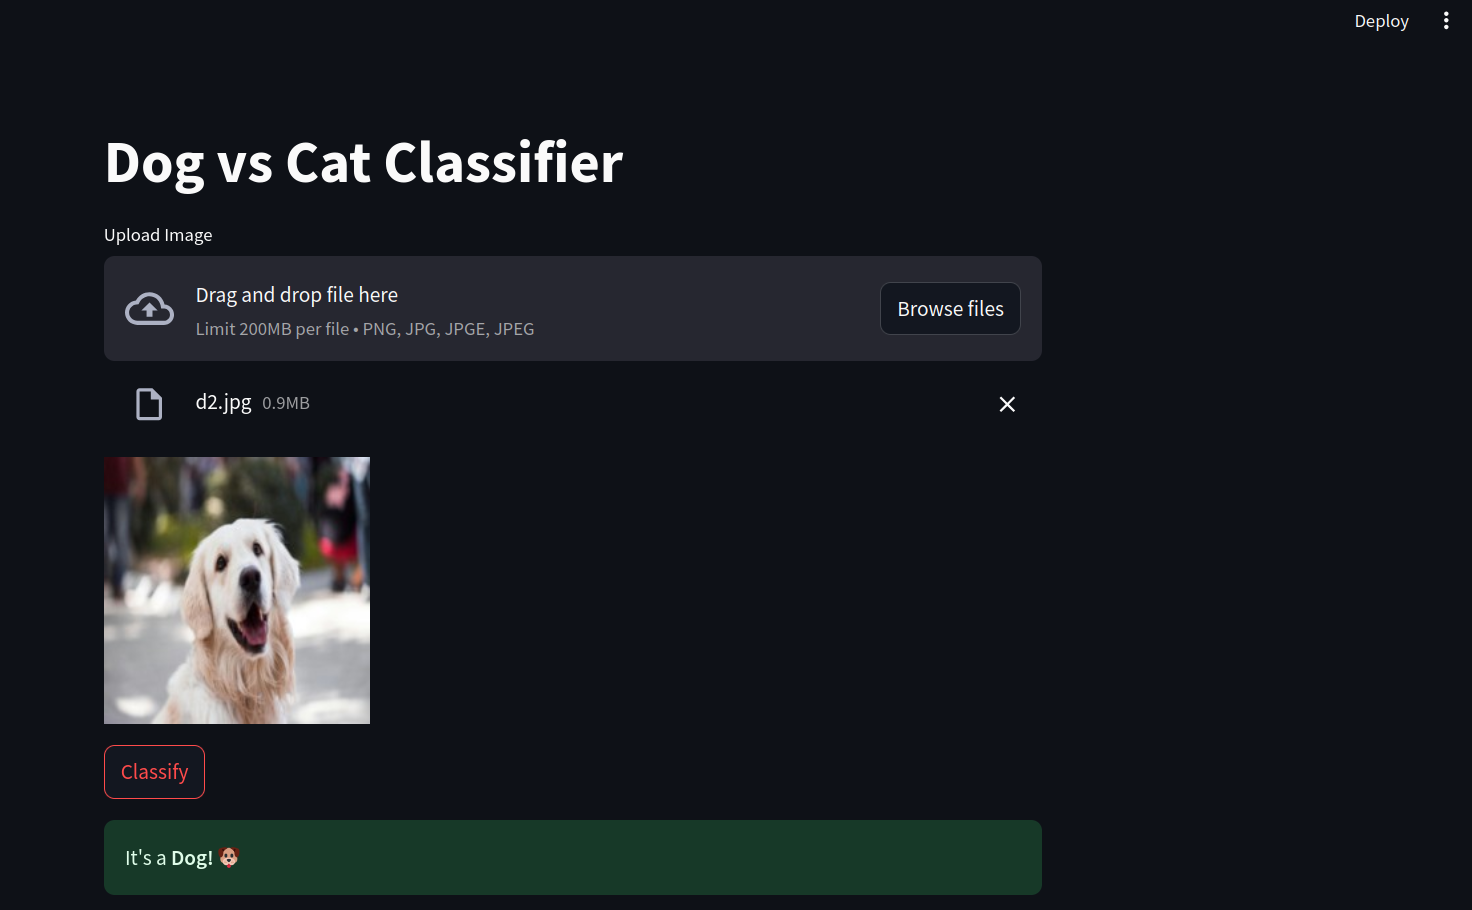 Deploy
Dog vs Cat Classifier
Upload Image
Drag and drop file here
Limit 200MB per file • PNG, JPG, JPGE, JPEG
Browse files
d2.jpg 0.9MB
Classify
It's a Dog! 🐶